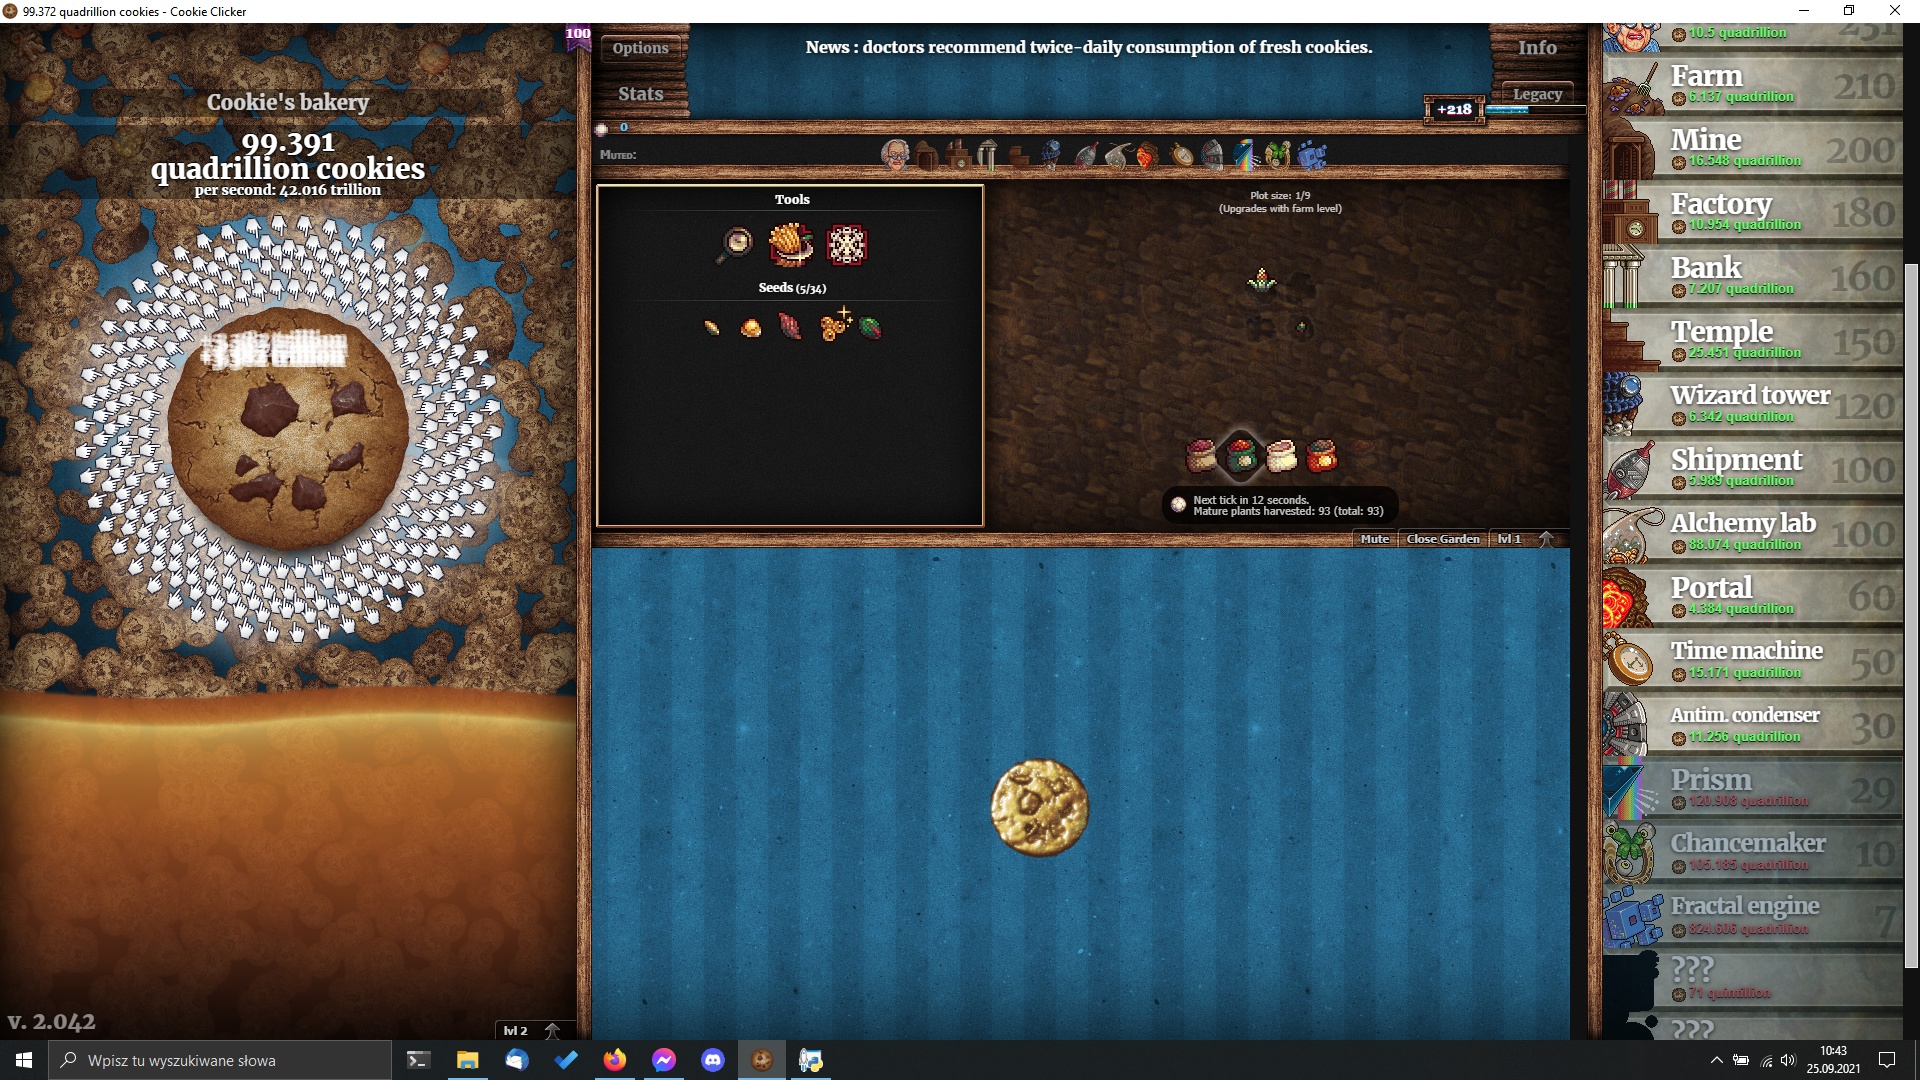 99.372 quadrillion cookies - Cookie Clicker
100
Options
Stats
News : doctors recommend twice-daily consumption of fresh cookies.
Info
Legacy
+218
Cookie's bakery
99.391
quadrillion cookies
per second: 42.016 trillion
0
Muted:
Tools
Seeds (5/34)
Plot size: 1/9
(Upgrades with farm level)
Next tick in 12 seconds.
Mature plants harvested: 93 (total: 93)
Mute
Close Garden
lvl 1
10.5 quadrillion
231
Farm
6.137 quadrillion
210
Mine
16.548 quadrillion
200
Factory
10.954 quadrillion
180
Bank
7.207 quadrillion
160
Temple
25.451 quadrillion
150
Wizard tower
6.342 quadrillion
120
Shipment
5.989 quadrillion
100
Alchemy lab
88.074 quadrillion
100
Portal
4.384 quadrillion
60
Time machine
15.171 quadrillion
50
Antim. condenser
11.256 quadrillion
30
Prism
120.908 quadrillion
29
Chancemaker
105.185 quadrillion
10
Fractal engine
824.606 quadrillion
7
???
71 quintillion
???
v. 2.042
lvl 2
Wpisz tu wyszukiwane słowa
10:43
25.09.2021